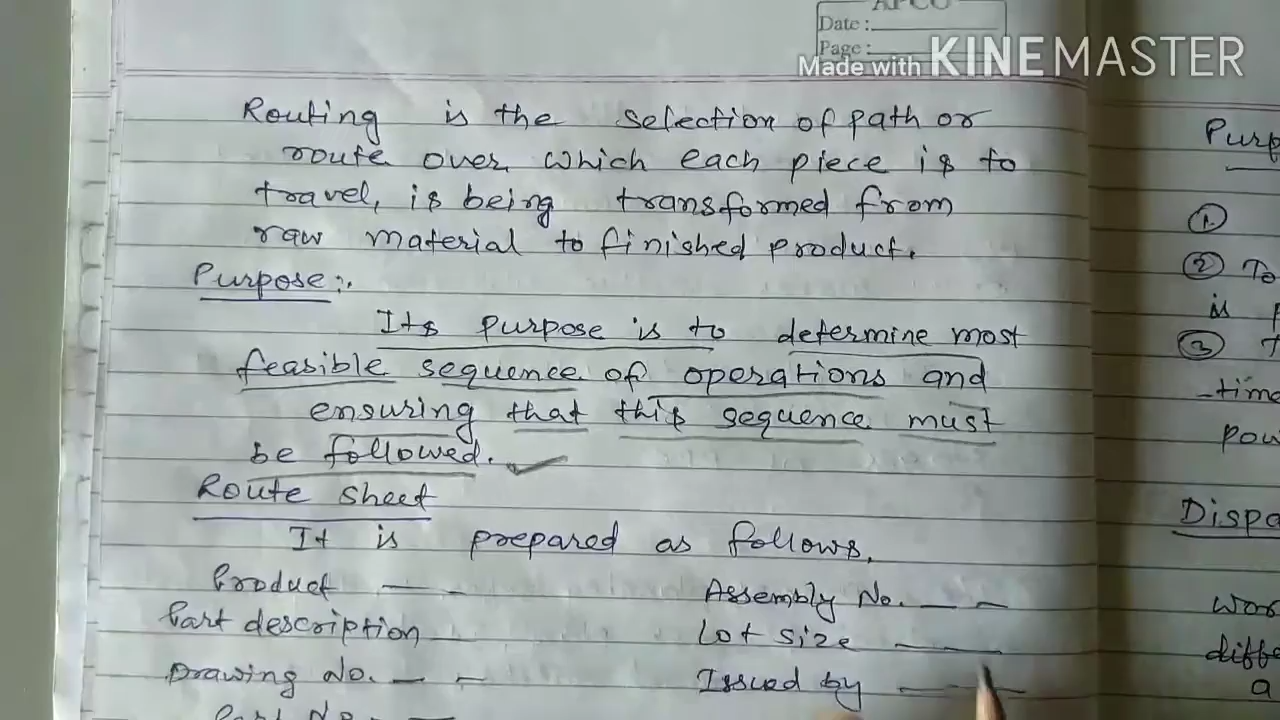 APCO
Date :
Page :
Made with KINEMASTER
Routing is the selection of path or
route over which each piece is to
travel, is being transformed from
raw material to finished product.
Purpose:.
Its purpose is to determine most
feasible sequence of operations and
ensuring that this sequence must
be followed.
Route sheet
It is prepared as follows.
Product — - Assembly No. — -
Part description — Lot size — —
Drawing No. — - Issued by — —
Part No. — —
Purp
①
② To
is p
③ t
-time
pow
Dispa
wor
diffe
a